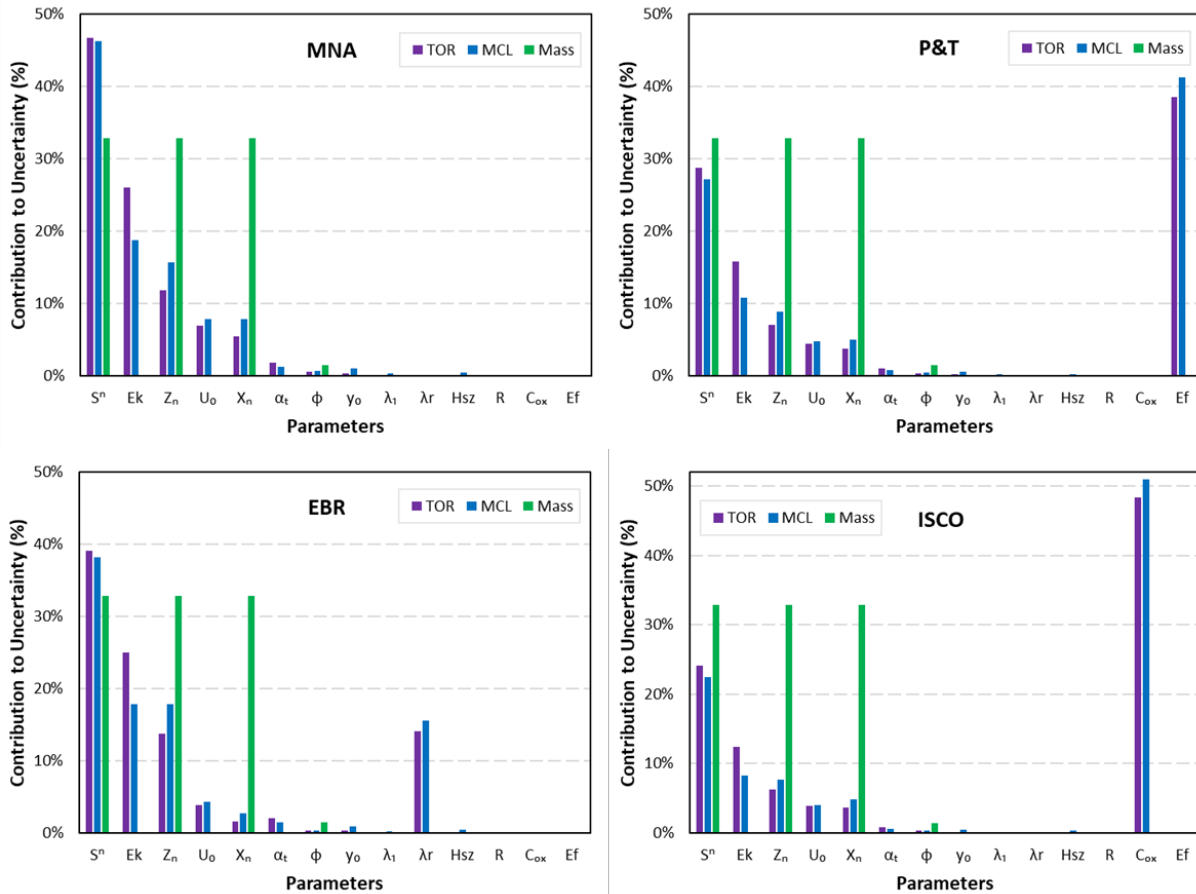 MNA
TOR MCL Mass
Contribution to Uncertainty (%)
50%
40%
30%
20%
10%
0%
Sⁿ Ek Zₙ U₀ Xₙ αₜ ϕ y₀ λ₁ λr Hsz R Cₒₓ Ef
Parameters
P&T
TOR MCL Mass
Contribution to Uncertainty (%)
50%
40%
30%
20%
10%
0%
Sⁿ Ek Zₙ U₀ Xₙ αₜ ϕ y₀ λ₁ λr Hsz R Cₒₓ Ef
Parameters
EBR
TOR MCL Mass
Contribution to Uncertainty (%)
50%
40%
30%
20%
10%
0%
Sⁿ Ek Zₙ U₀ Xₙ αₜ ϕ y₀ λ₁ λr Hsz R Cₒₓ Ef
Parameters
ISCO
TOR MCL Mass
Contribution to Uncertainty (%)
50%
40%
30%
20%
10%
0%
Sⁿ Ek Zₙ U₀ Xₙ αₜ ϕ y₀ λ₁ λr Hsz R Cₒₓ Ef
Parameters